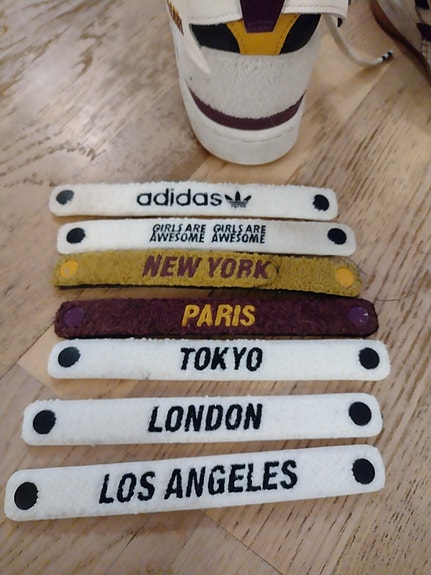 adidas
GIRLS ARE GIRLS ARE
AWESOME AWESOME
NEW YORK
PARIS
TOKYO
LONDON
LOS ANGELES